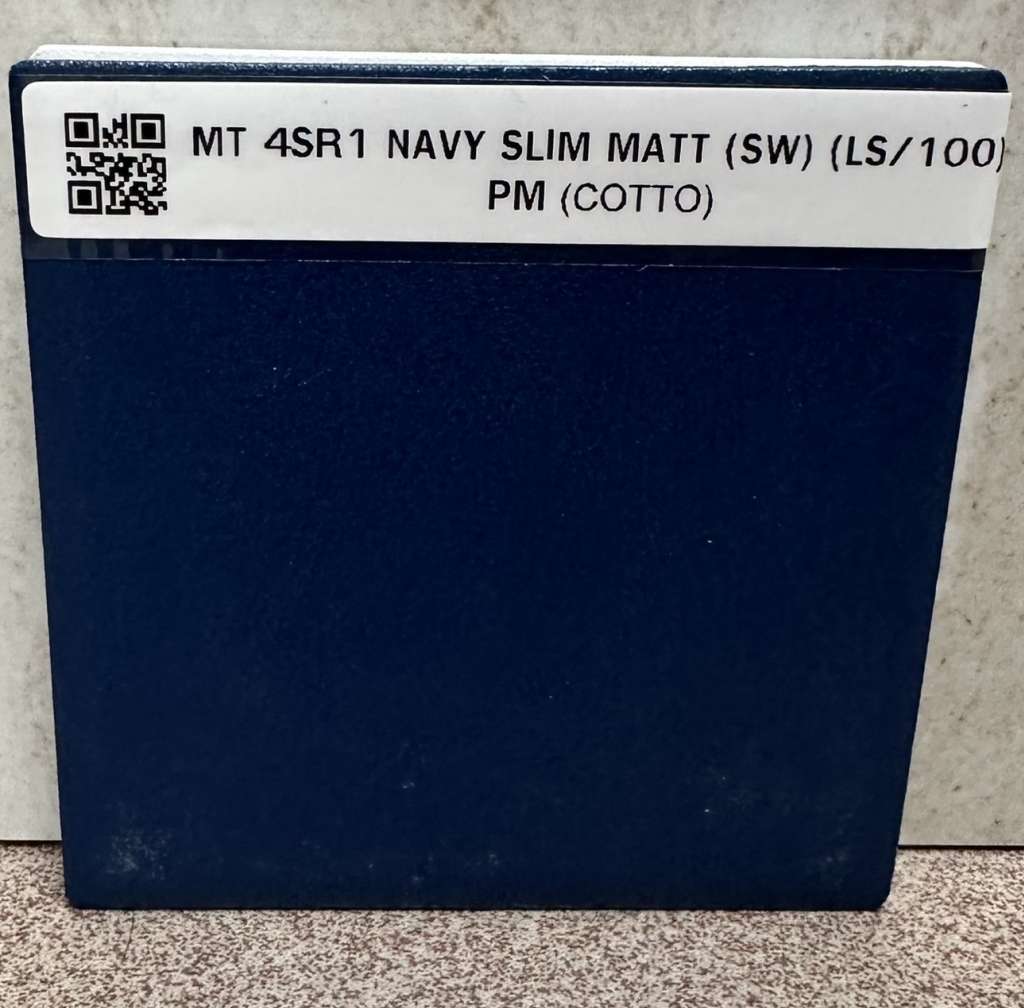 MT 4SR1 NAVY SLIM MATT (SW) (LS/100)
PM (COTTO)